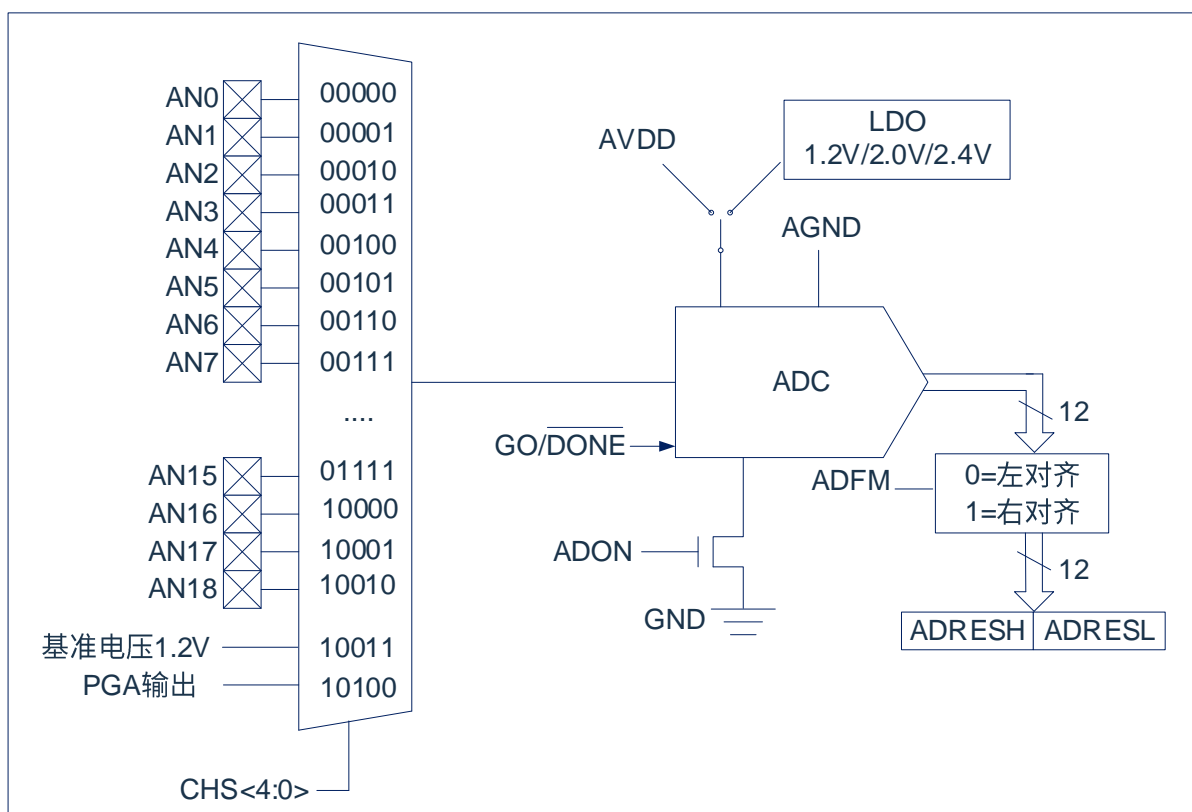 AN0 00000
AN1 00001
AN2 00010
AN3 00011
AN4 00100
AN5 00101
AN6 00110
AN7 00111
....
AN15 01111
AN16 10000
AN17 10001
AN18 10010
基准电压1.2V 10011
PGA输出 10100
CHS<4:0>
AVDD
LDO
1.2V/2.0V/2.4V
AGND
ADC
GO/DONE
ADON
GND
12
ADFM
0=左对齐
1=右对齐
12
ADRESH ADRESL